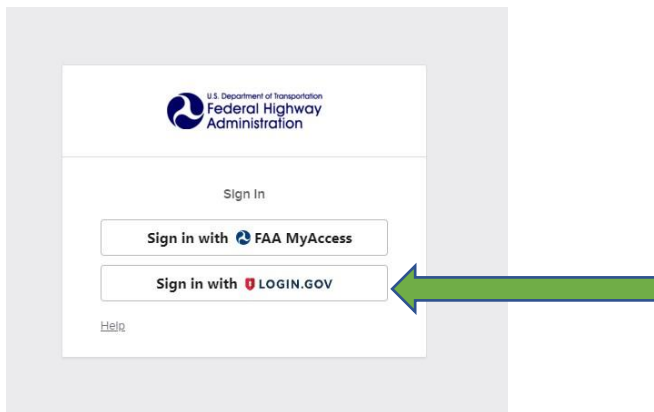 U.S. Department of Transportation
Federal Highway
Administration
Sign In
Sign in with FAA MyAccess
Sign in with LOGIN.GOV
Help